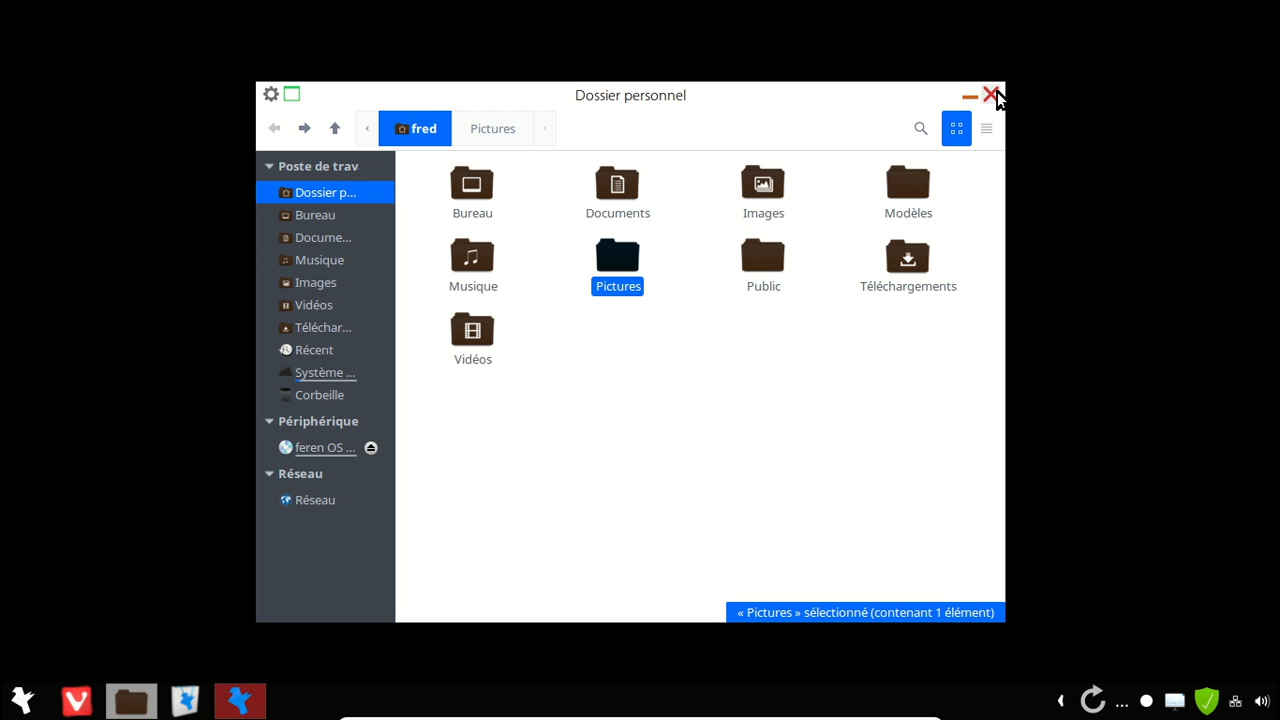 Dossier personnel
fred
Pictures
Poste de trav
Dossier p...
Bureau
Docume...
Musique
Images
Vidéos
Téléchar...
Récent
Système ...
Corbeille
Périphérique
feren OS ...
Réseau
Réseau
Bureau
Documents
Images
Modèles
Musique
Pictures
Public
Téléchargements
Vidéos
« Pictures » sélectionné (contenant 1 élément)
...